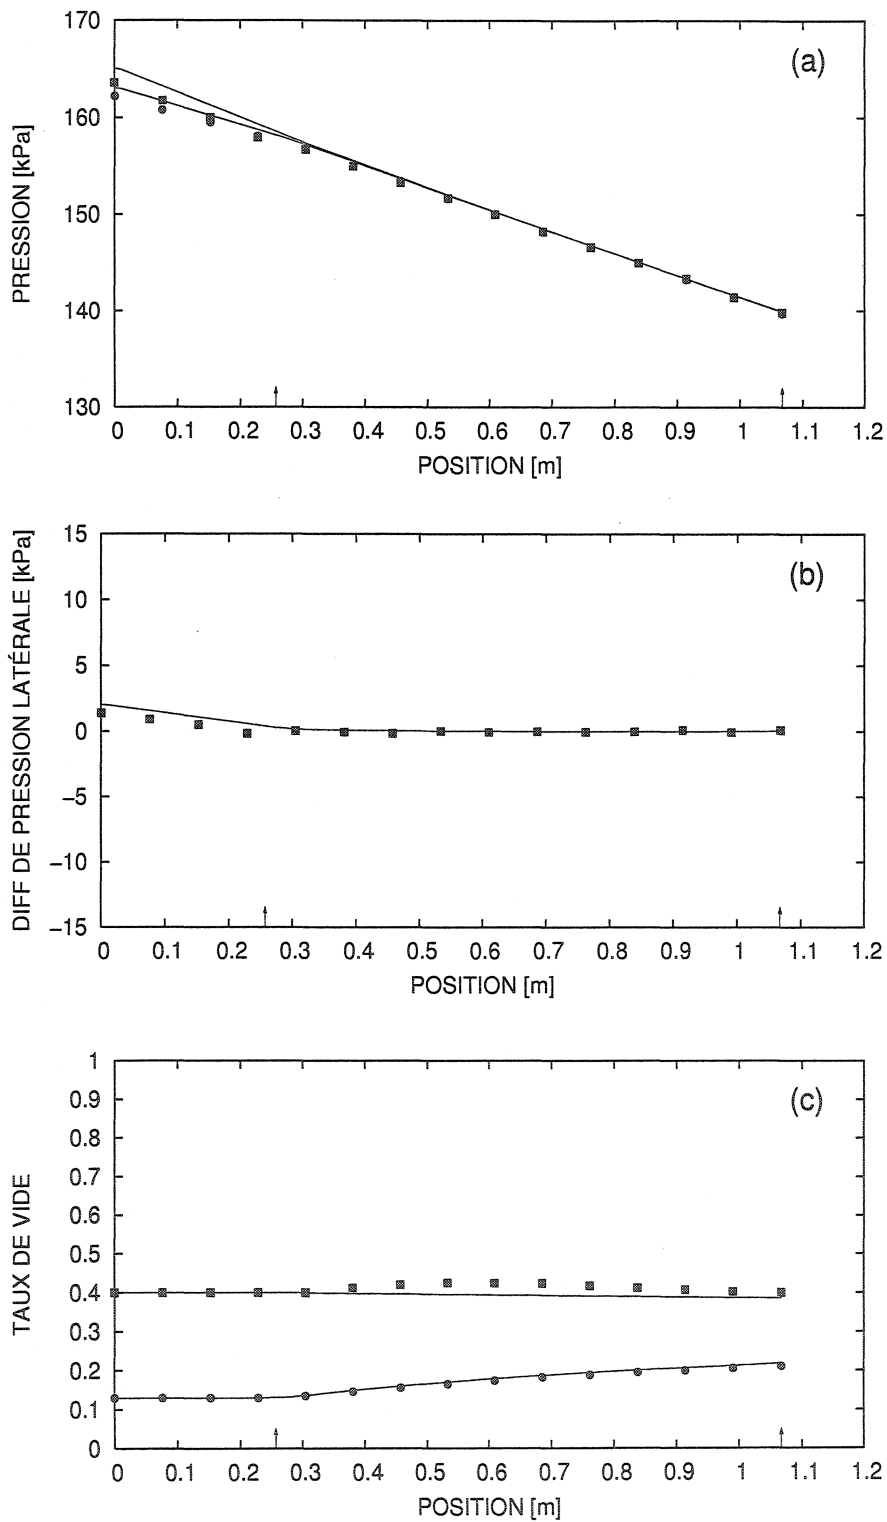 170
160
150
140
130
PRESSION [kPa]
(a)
0 0.1 0.2 0.3 0.4 0.5 0.6 0.7 0.8 0.9 1 1.1 1.2
POSITION [m]
15
10
5
0
−5
−10
−15
DIFF DE PRESSION LATÉRALE [kPa]
(b)
0 0.1 0.2 0.3 0.4 0.5 0.6 0.7 0.8 0.9 1 1.1 1.2
POSITION [m]
1
0.9
0.8
0.7
0.6
0.5
0.4
0.3
0.2
0.1
0
TAUX DE VIDE
(c)
0 0.1 0.2 0.3 0.4 0.5 0.6 0.7 0.8 0.9 1 1.1 1.2
POSITION [m]